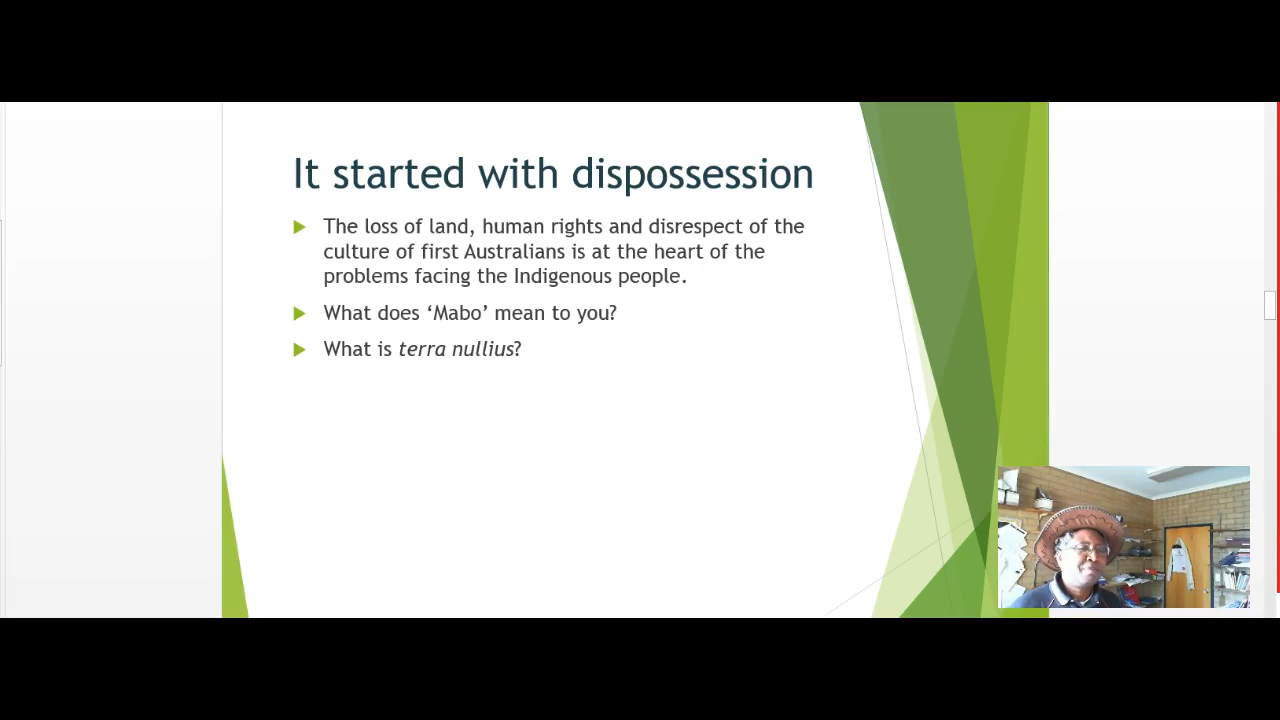 It started with dispossession
The loss of land, human rights and disrespect of the
culture of first Australians is at the heart of the
problems facing the Indigenous people.
What does ‘Mabo’ mean to you?
What is terra nullius?